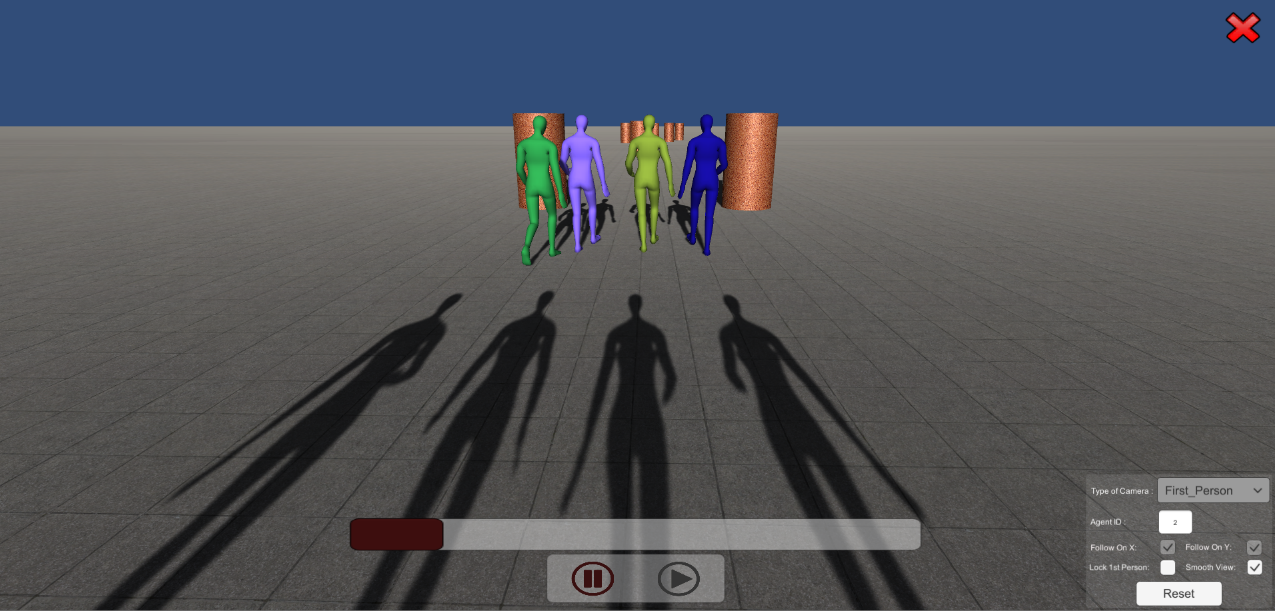 Type of Camera :
First_Person
Agent ID :
2
Follow On X:
Follow On Y:
Lock 1st Person:
Smooth View:
Reset